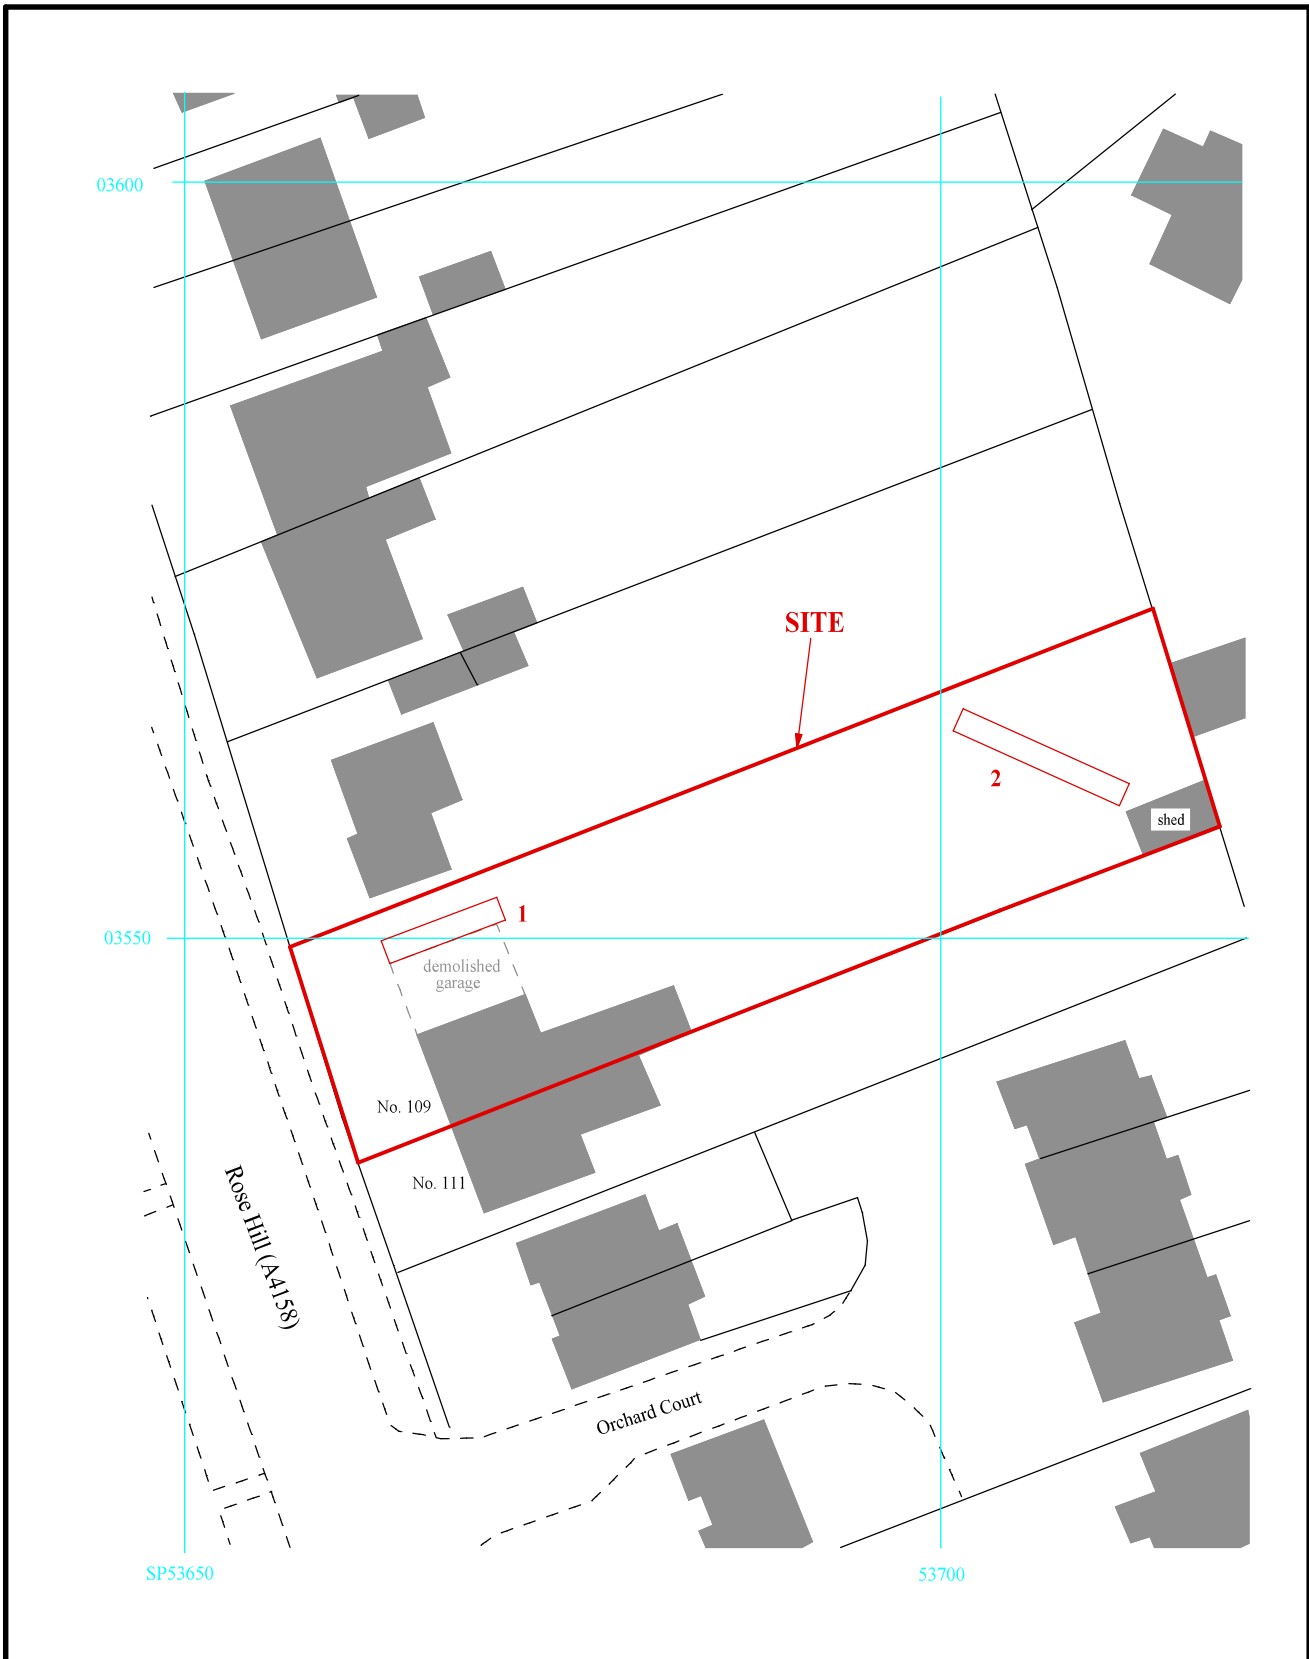 03600
SITE
2
shed
1
03550
demolished
garage
No. 109
No. 111
Rose Hill (A4158)
Orchard Court
SP53650
53700